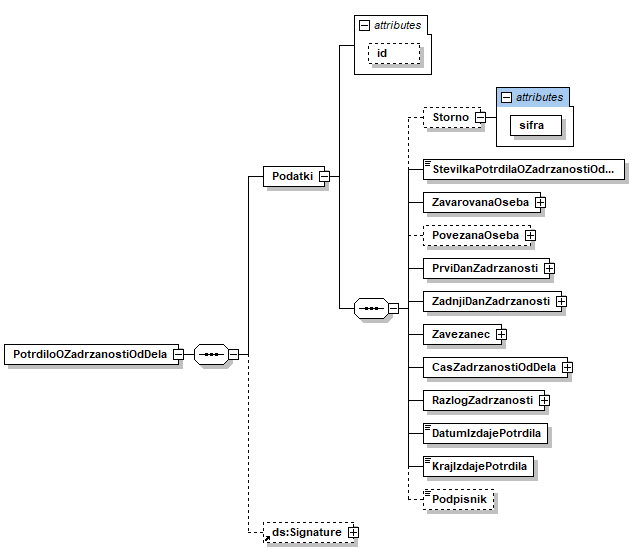 attributes
id
attributes
Storno
sifra
StevilkaPotrdilaOZadrzanostiOd...
Podatki
ZavarovanaOseba
PovezanaOseba
PrviDanZadrzanosti
ZadnjiDanZadrzanosti
Zavezanec
PotrdiloOZadrzanostiOdDela
CasZadrzanostiOdDela
RazlogZadrzanosti
DatumIzdajePotrdila
KrajIzdajePotrdila
Podpisnik
ds:Signature